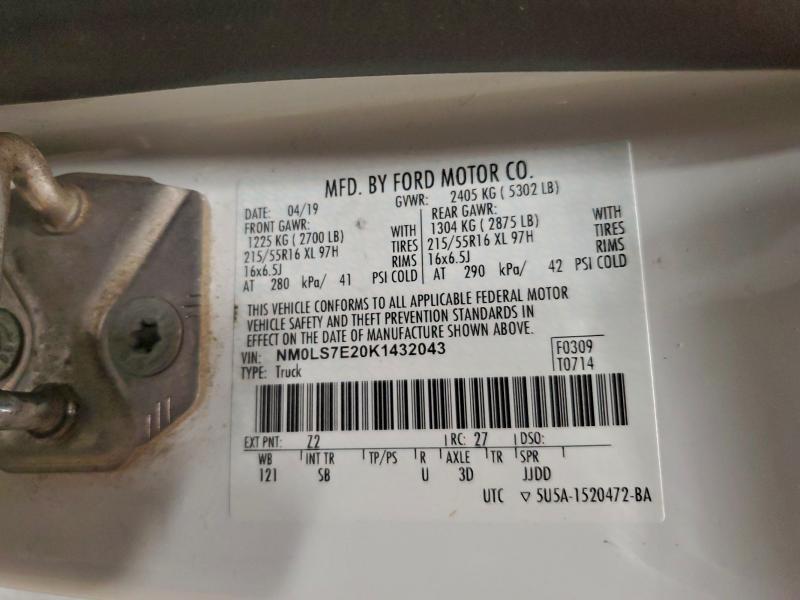 MFD. BY FORD MOTOR CO.
DATE: 04/19 GVWR: 2405 KG ( 5302 LB)
FRONT GAWR: REAR GAWR:
1225 KG ( 2700 LB) WITH 1304 KG ( 2875 LB) WITH
215/55R16 XL 97H TIRES 215/55R16 XL 97H TIRES
16x6.5J RIMS 16x6.5J RIMS
AT 280 kPa/ 41 PSI COLD AT 290 kPa/ 42 PSI COLD
THIS VEHICLE CONFORMS TO ALL APPLICABLE FEDERAL MOTOR
VEHICLE SAFETY AND THEFT PREVENTION STANDARDS IN
EFFECT ON THE DATE OF MANUFACTURE SHOWN ABOVE.
VIN: NM0LS7E20K1432043 F0309
TYPE: Truck T0714
EXT PNT: Z2 RC: 27 DSO:
WB INT TR TP/PS R AXLE TR SPR
121 SB U 3D JJDD
UTC ▽ 5U5A-1520472-BA